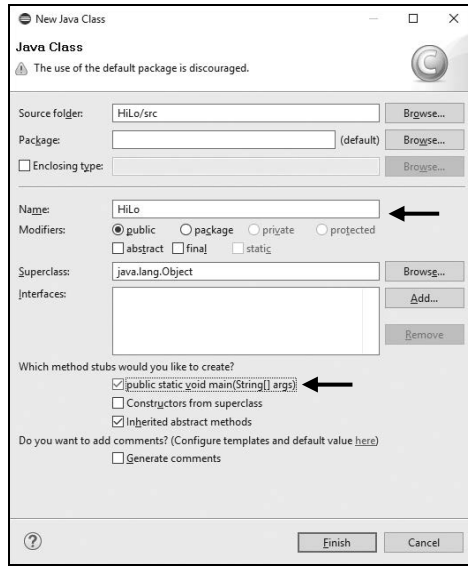 New Java Class
Java Class
The use of the default package is discouraged.
Source folder: HiLo/src Browse...
Package: (default) Browse...
Enclosing type: Browse...
Name: HiLo
Modifiers: public package private protected
abstract final static
Superclass: java.lang.Object Browse...
Interfaces: Add...
Remove
Which method stubs would you like to create?
public static void main(String[] args)
Constructors from superclass
Inherited abstract methods
Do you want to add comments? (Configure templates and default value here)
Generate comments
Finish Cancel